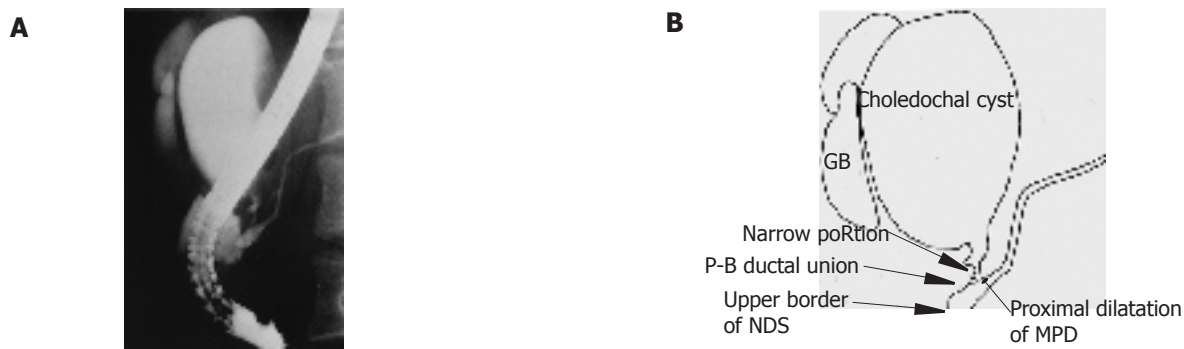 A
B
Choledochal cyst
GB
Narrow poRtion
P-B ductal union
Upper border
of NDS
Proximal dilatation
of MPD